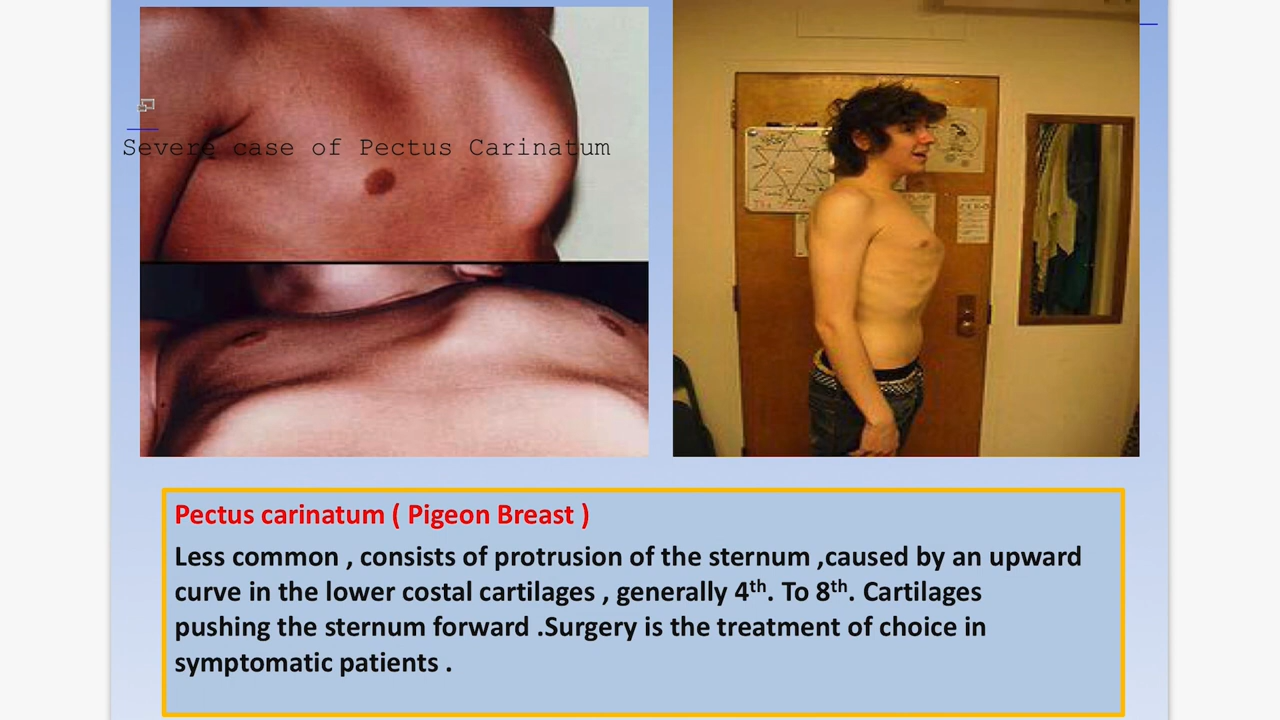 Severe case of Pectus Carinatum
Pectus carinatum ( Pigeon Breast )
Less common , consists of protrusion of the sternum ,caused by an upward
curve in the lower costal cartilages , generally 4th. To 8th. Cartilages
pushing the sternum forward .Surgery is the treatment of choice in
symptomatic patients .